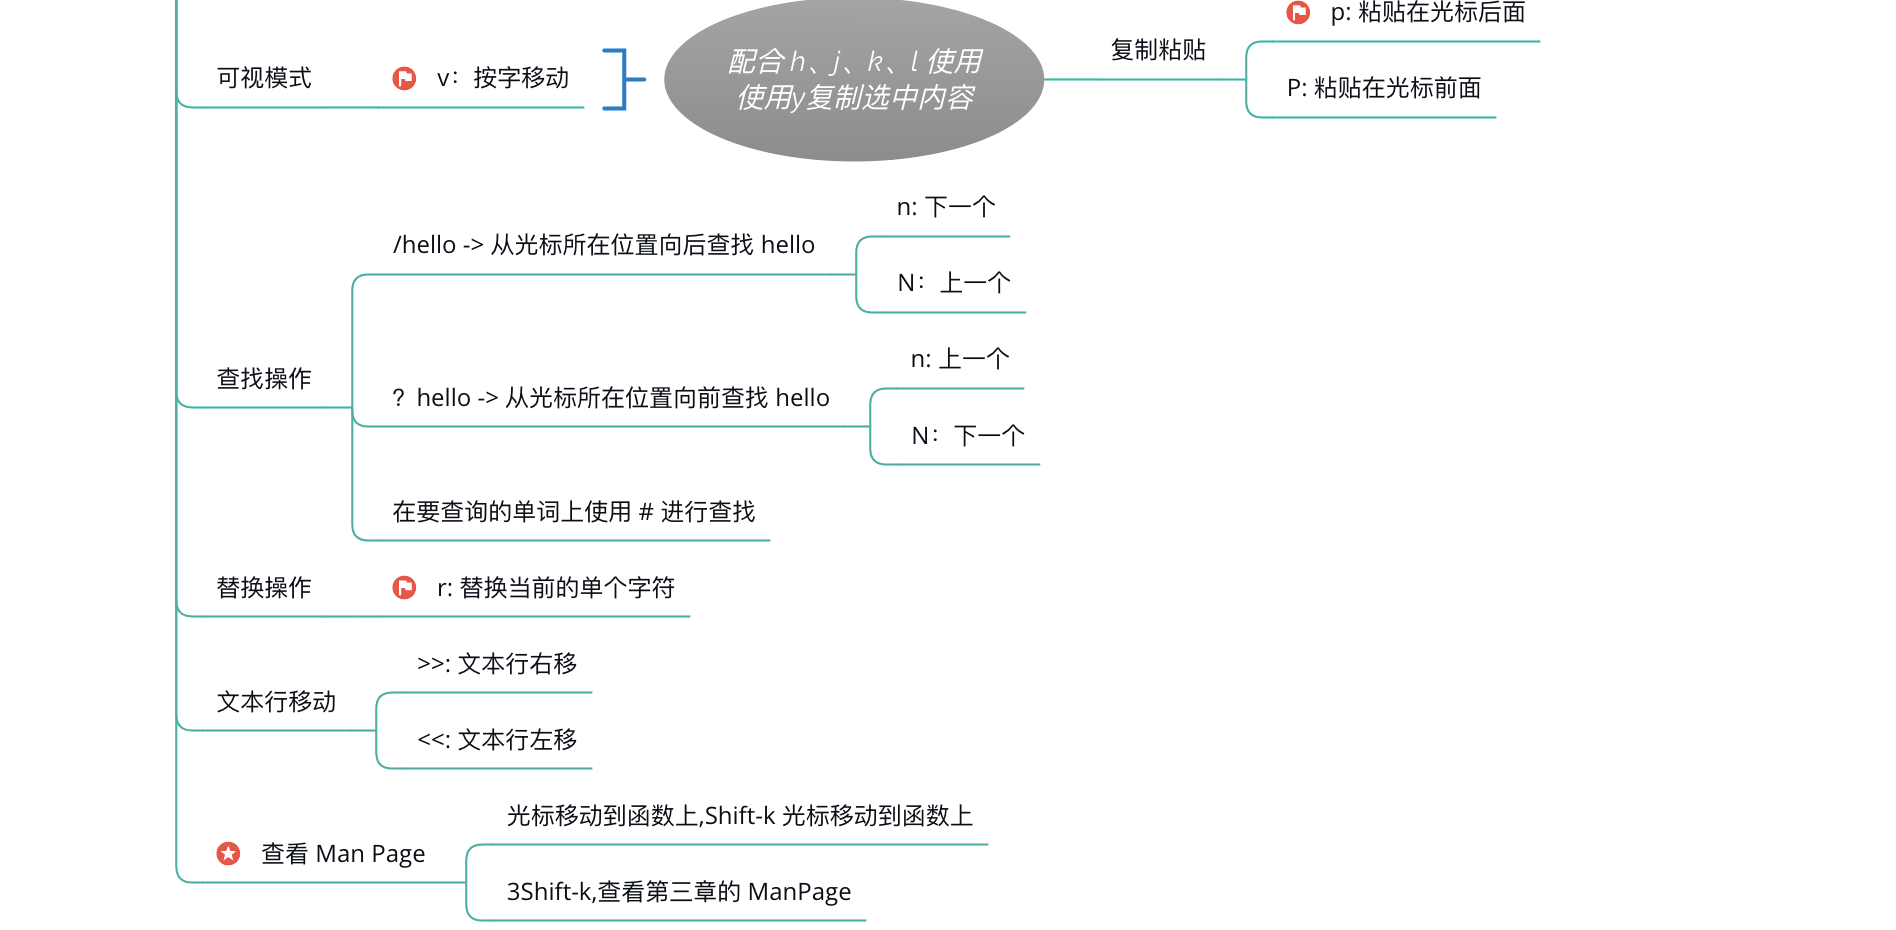 p: 粘贴在光标后面
复制粘贴
P: 粘贴在光标前面
可视模式
v：按字移动
配合 h、j、k、l 使用
使用y复制选中内容
n: 下一个
/hello -> 从光标所在位置向后查找 hello
N：上一个
查找操作
n: 上一个
？hello -> 从光标所在位置向前查找 hello
N：下一个
在要查询的单词上使用 # 进行查找
替换操作
r: 替换当前的单个字符
>>: 文本行右移
文本行移动
<<: 文本行左移
光标移动到函数上,Shift-k 光标移动到函数上
查看 Man Page
3Shift-k,查看第三章的 ManPage